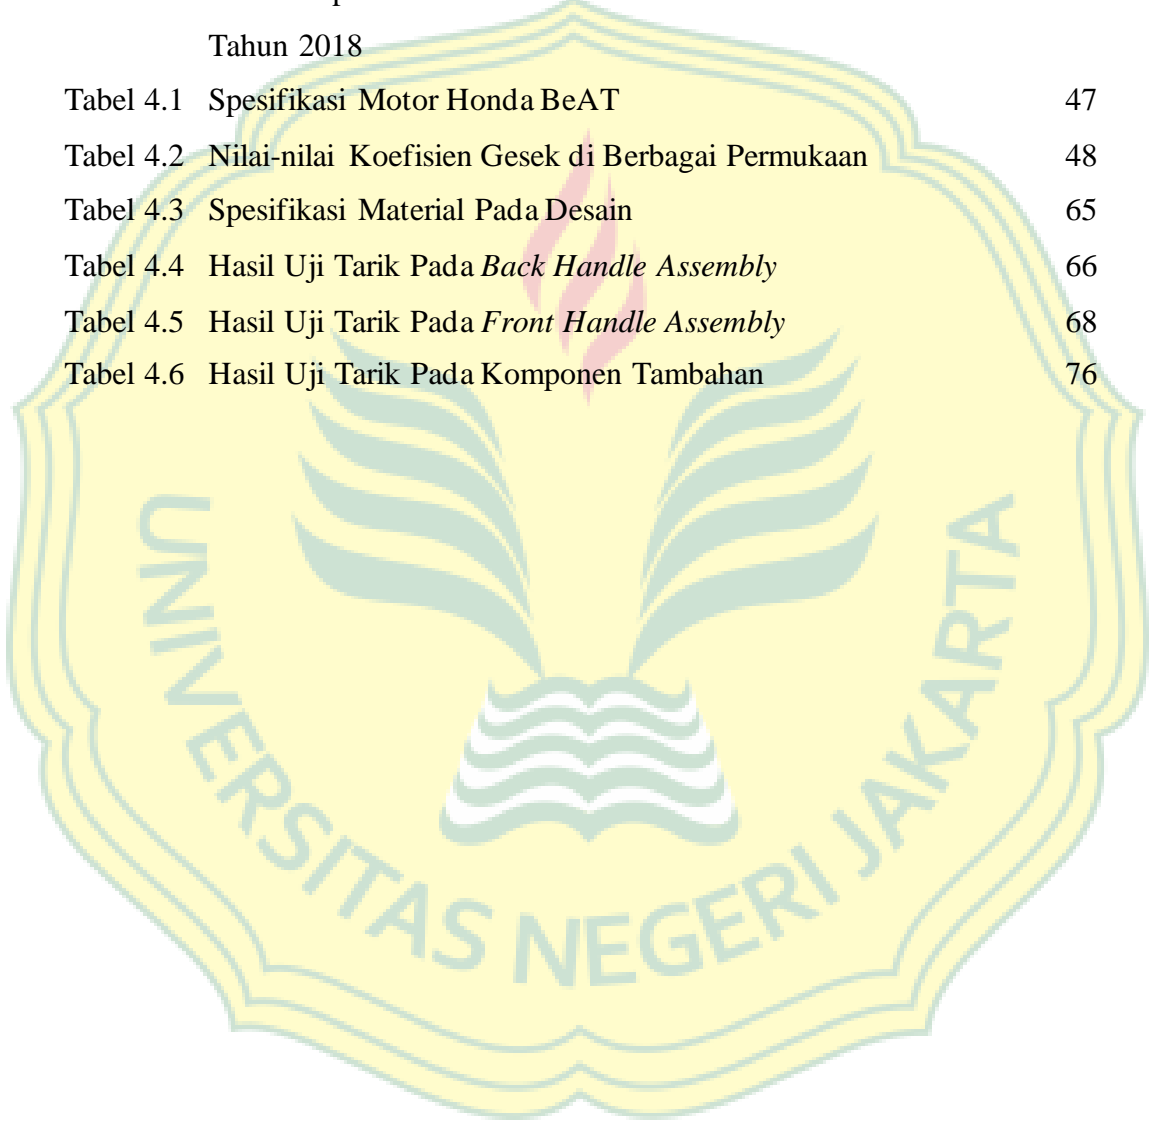 Tahun 2018
Tabel 4.1 Spesifikasi Motor Honda BeAT 47
Tabel 4.2 Nilai-nilai Koefisien Gesek di Berbagai Permukaan 48
Tabel 4.3 Spesifikasi Material Pada Desain 65
Tabel 4.4 Hasil Uji Tarik Pada Back Handle Assembly 66
Tabel 4.5 Hasil Uji Tarik Pada Front Handle Assembly 68
Tabel 4.6 Hasil Uji Tarik Pada Komponen Tambahan 76
UNIVERSITAS NEGERI JAKARTA